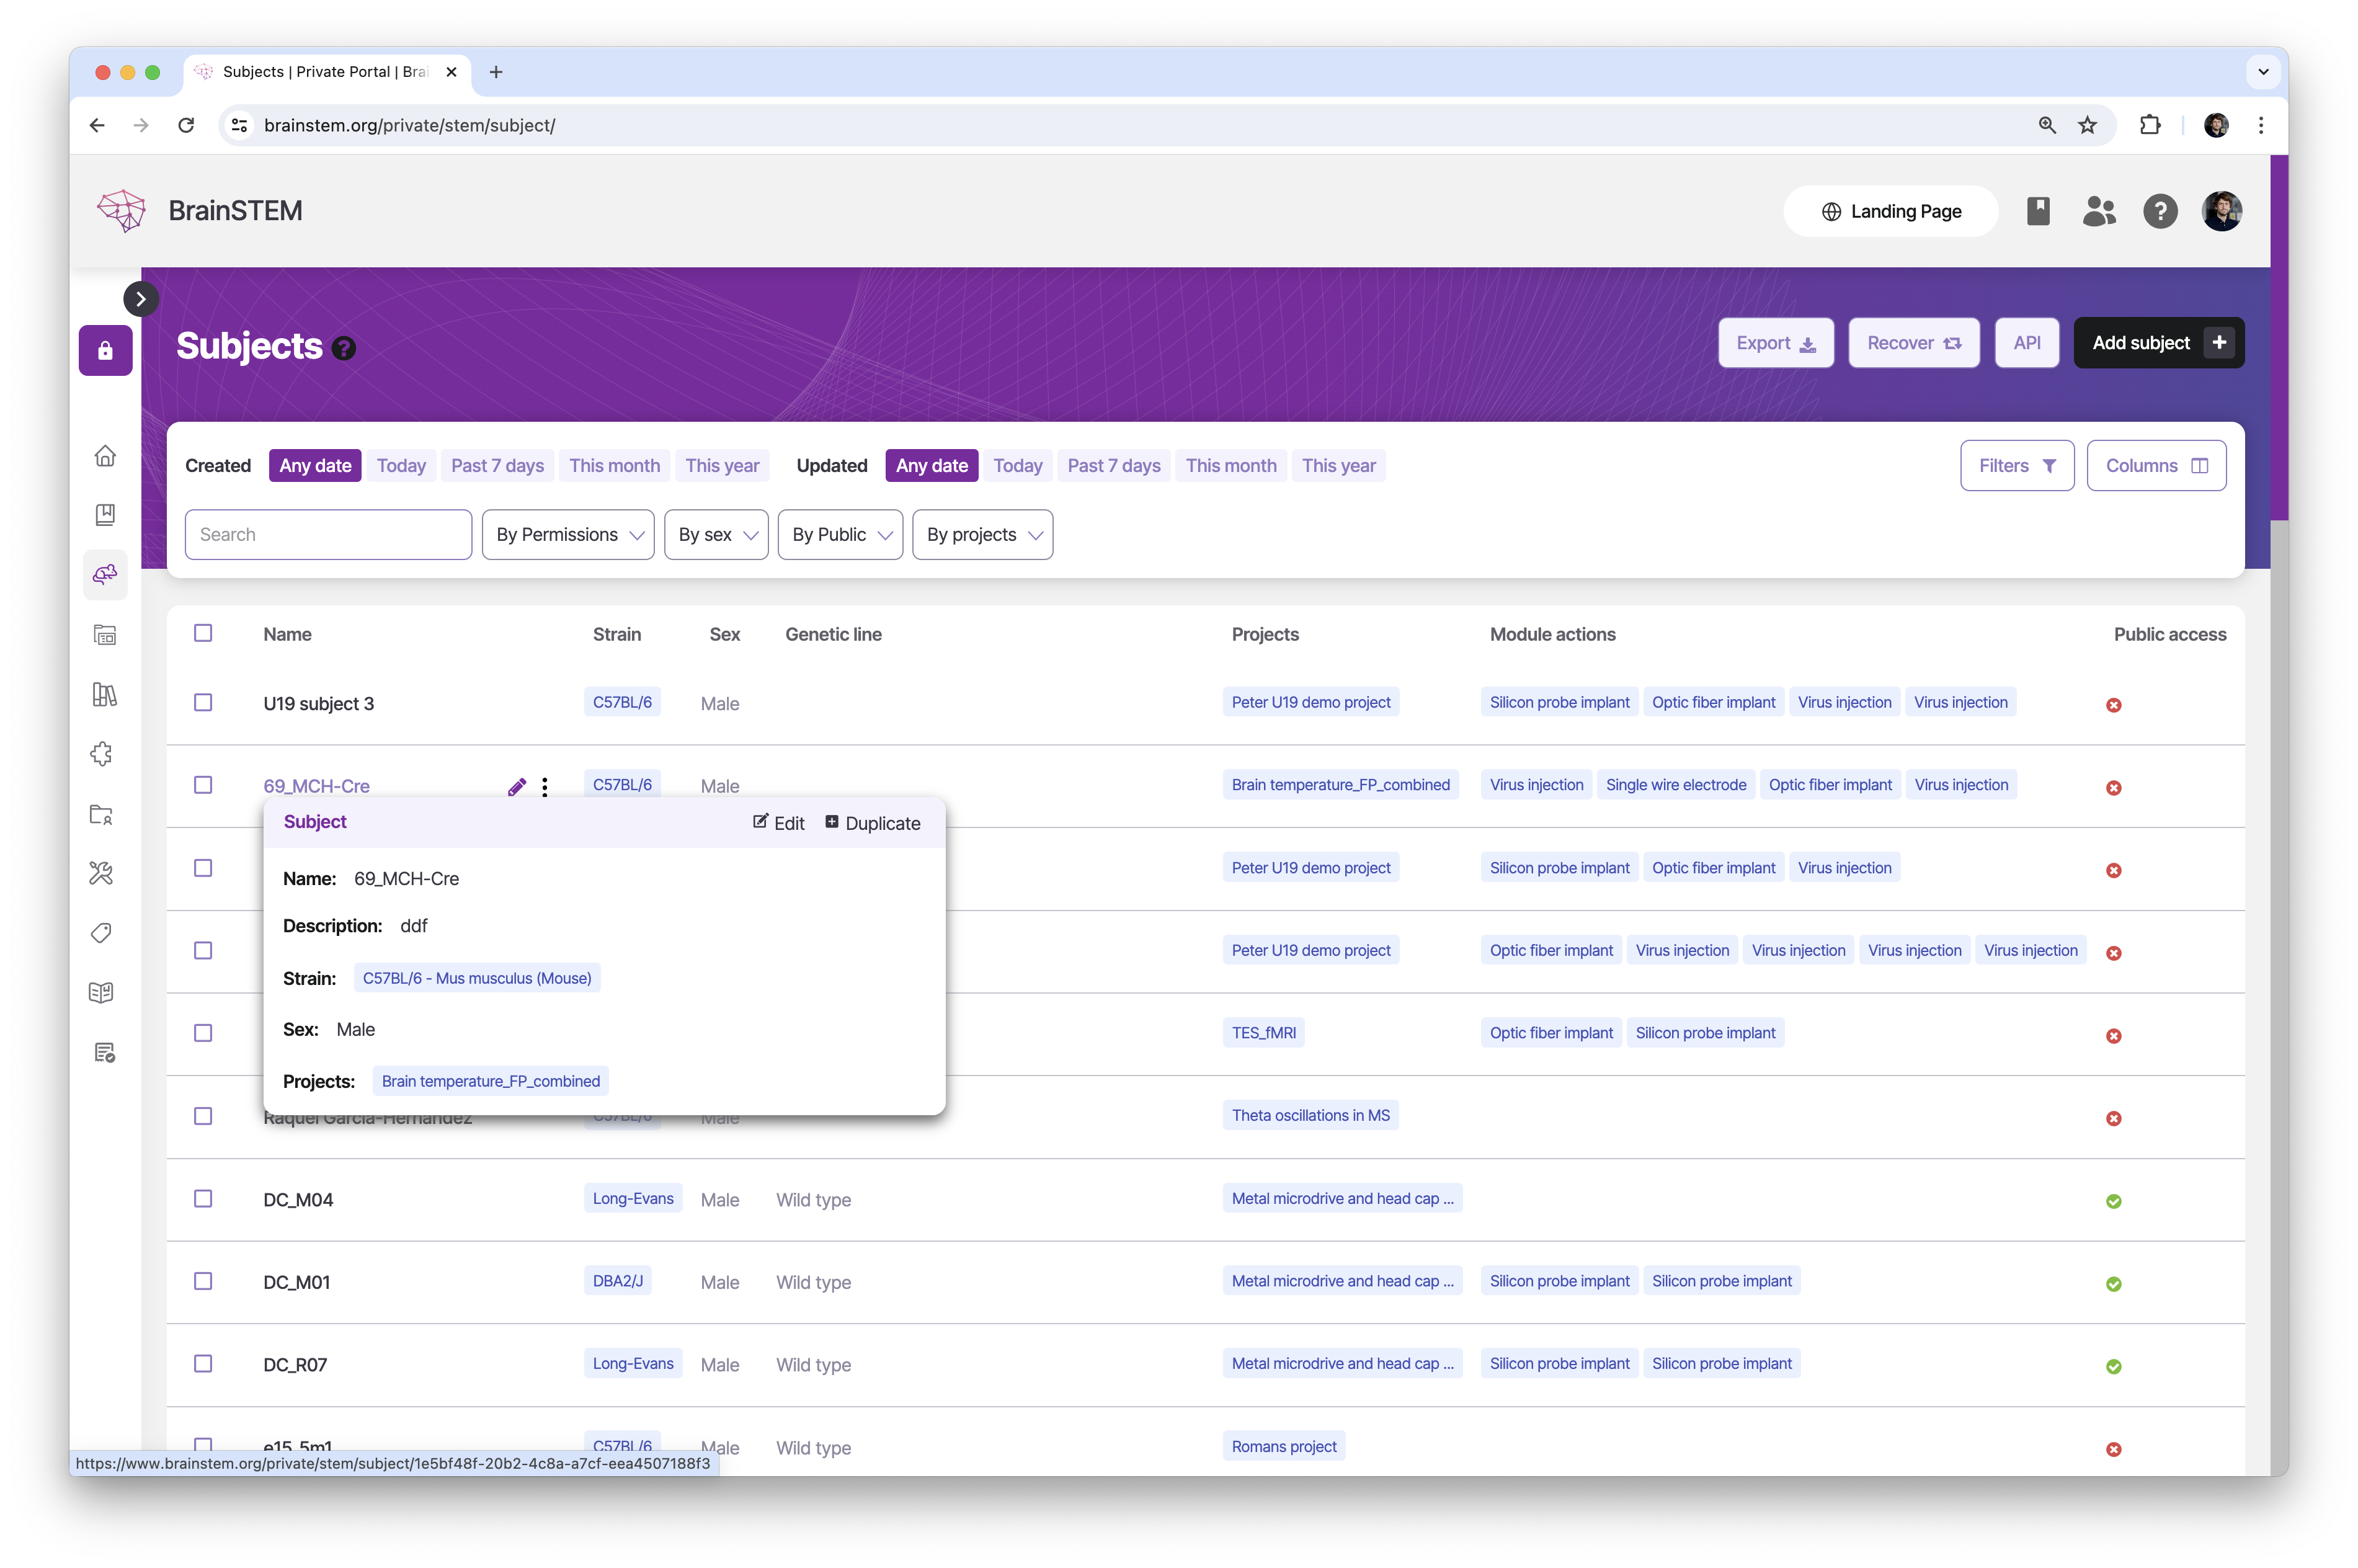 Subjects | Private Portal | Brai
brainstem.org/private/stem/subject/
BrainSTEM
Landing Page
Subjects ?
Export
Recover
API
Add subject +
Created Any date Today Past 7 days This month This year Updated Any date Today Past 7 days This month This year
Filters
Columns
Search By Permissions By sex By Public By projects
Name Strain Sex Genetic line Projects Module actions Public access
U19 subject 3 C57BL/6 Male Peter U19 demo project Silicon probe implant Optic fiber implant Virus injection Virus injection
69_MCH-Cre C57BL/6 Male Brain temperature_FP_combined Virus injection Single wire electrode Optic fiber implant Virus injection
Subject Edit Duplicate
Name: 69_MCH-Cre
Description: ddf
Strain: C57BL/6 - Mus musculus (Mouse)
Sex: Male
Projects: Brain temperature_FP_combined
Peter U19 demo project Silicon probe implant Optic fiber implant Virus injection
Peter U19 demo project Optic fiber implant Virus injection Virus injection Virus injection Virus injection
TES_fMRI Optic fiber implant Silicon probe implant
Raquel Garcia-Hernandez C57BL/6 Male Theta oscillations in MS
DC_M04 Long-Evans Male Wild type Metal microdrive and head cap ...
DC_M01 DBA2/J Male Wild type Metal microdrive and head cap ... Silicon probe implant Silicon probe implant
DC_R07 Long-Evans Male Wild type Metal microdrive and head cap ... Silicon probe implant Silicon probe implant
e15_5m1 C57BL/6 Male Wild type Romans project
https://www.brainstem.org/private/stem/subject/1e5bf48f-20b2-4c8a-a7cf-eea4507188f3